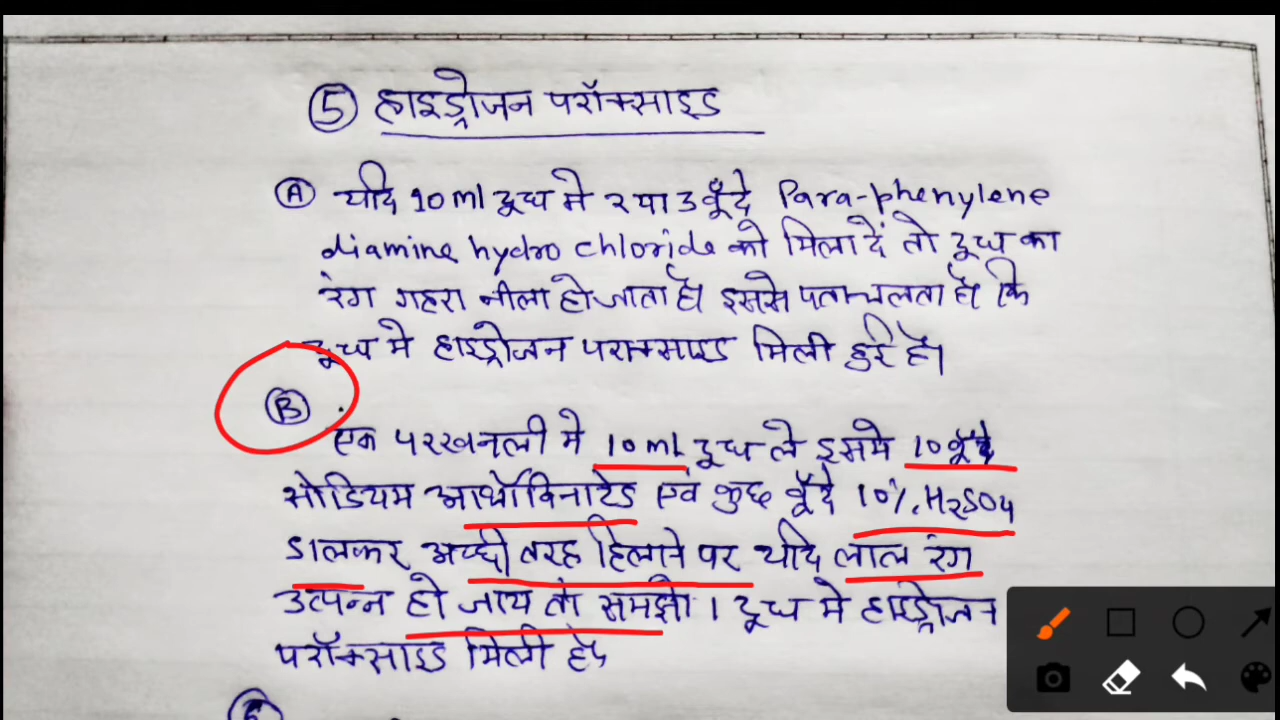 ⑤ हाइड्रोजन परॉक्साइड
Ⓐ यदि 10 ml दूध में 2 या 3 बूँदे Para-phenylene
diamine hydro chloride को मिला दें तो दूध का
रंग गहरा नीला हो जाता है। इससे पता चलता है। कि
दूध मे हाइड्रोजन पराक्साइड मिली हुई है।
Ⓑ
एक परखनली मे 10 ml दूध ले इसमे 10 बूँदे
सोडियम आर्थोविनाटेड एवं कुछ बूँदे 10%. H2SO4
डालकर अच्छी तरह हिलाने पर यदि लाल रंग
उत्पन्न हो जाय तो समझो। दूध मे हाइड्रोजन
परॉक्साइड मिली है।